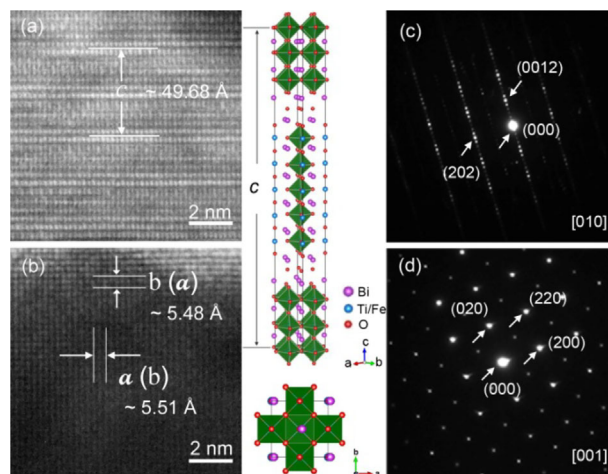 (a)
c ~ 49.68 Å
2 nm
(b)
b (a)
~ 5.48 Å
a (b)
~ 5.51 Å
2 nm
c
Bi
Ti/Fe
O
c
a b
b
(c)
(0012)
(000)
(202)
[010]
(d)
(020)
(220)
(200)
(000)
[001]